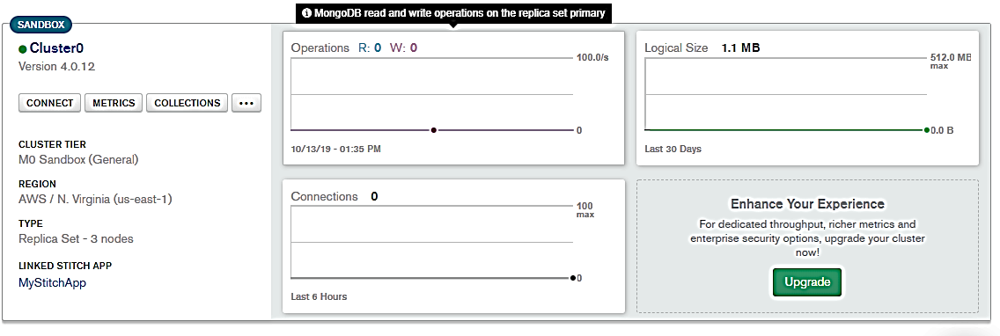 MongoDB read and write operations on the replica set primary
SANDBOX
Cluster0
Version 4.0.12
CONNECT METRICS COLLECTIONS •••
CLUSTER TIER
M0 Sandbox (General)
REGION
AWS / N. Virginia (us-east-1)
TYPE
Replica Set - 3 nodes
LINKED STITCH APP
MyStitchApp
Operations R: 0 W: 0
100.0/s
0
10/13/19 - 01:35 PM
Logical Size 1.1 MB
512.0 MB
max
0.0 B
Last 30 Days
Connections 0
100
max
0
Last 6 Hours
Enhance Your Experience
For dedicated throughput, richer metrics and
enterprise security options, upgrade your cluster
now!
Upgrade